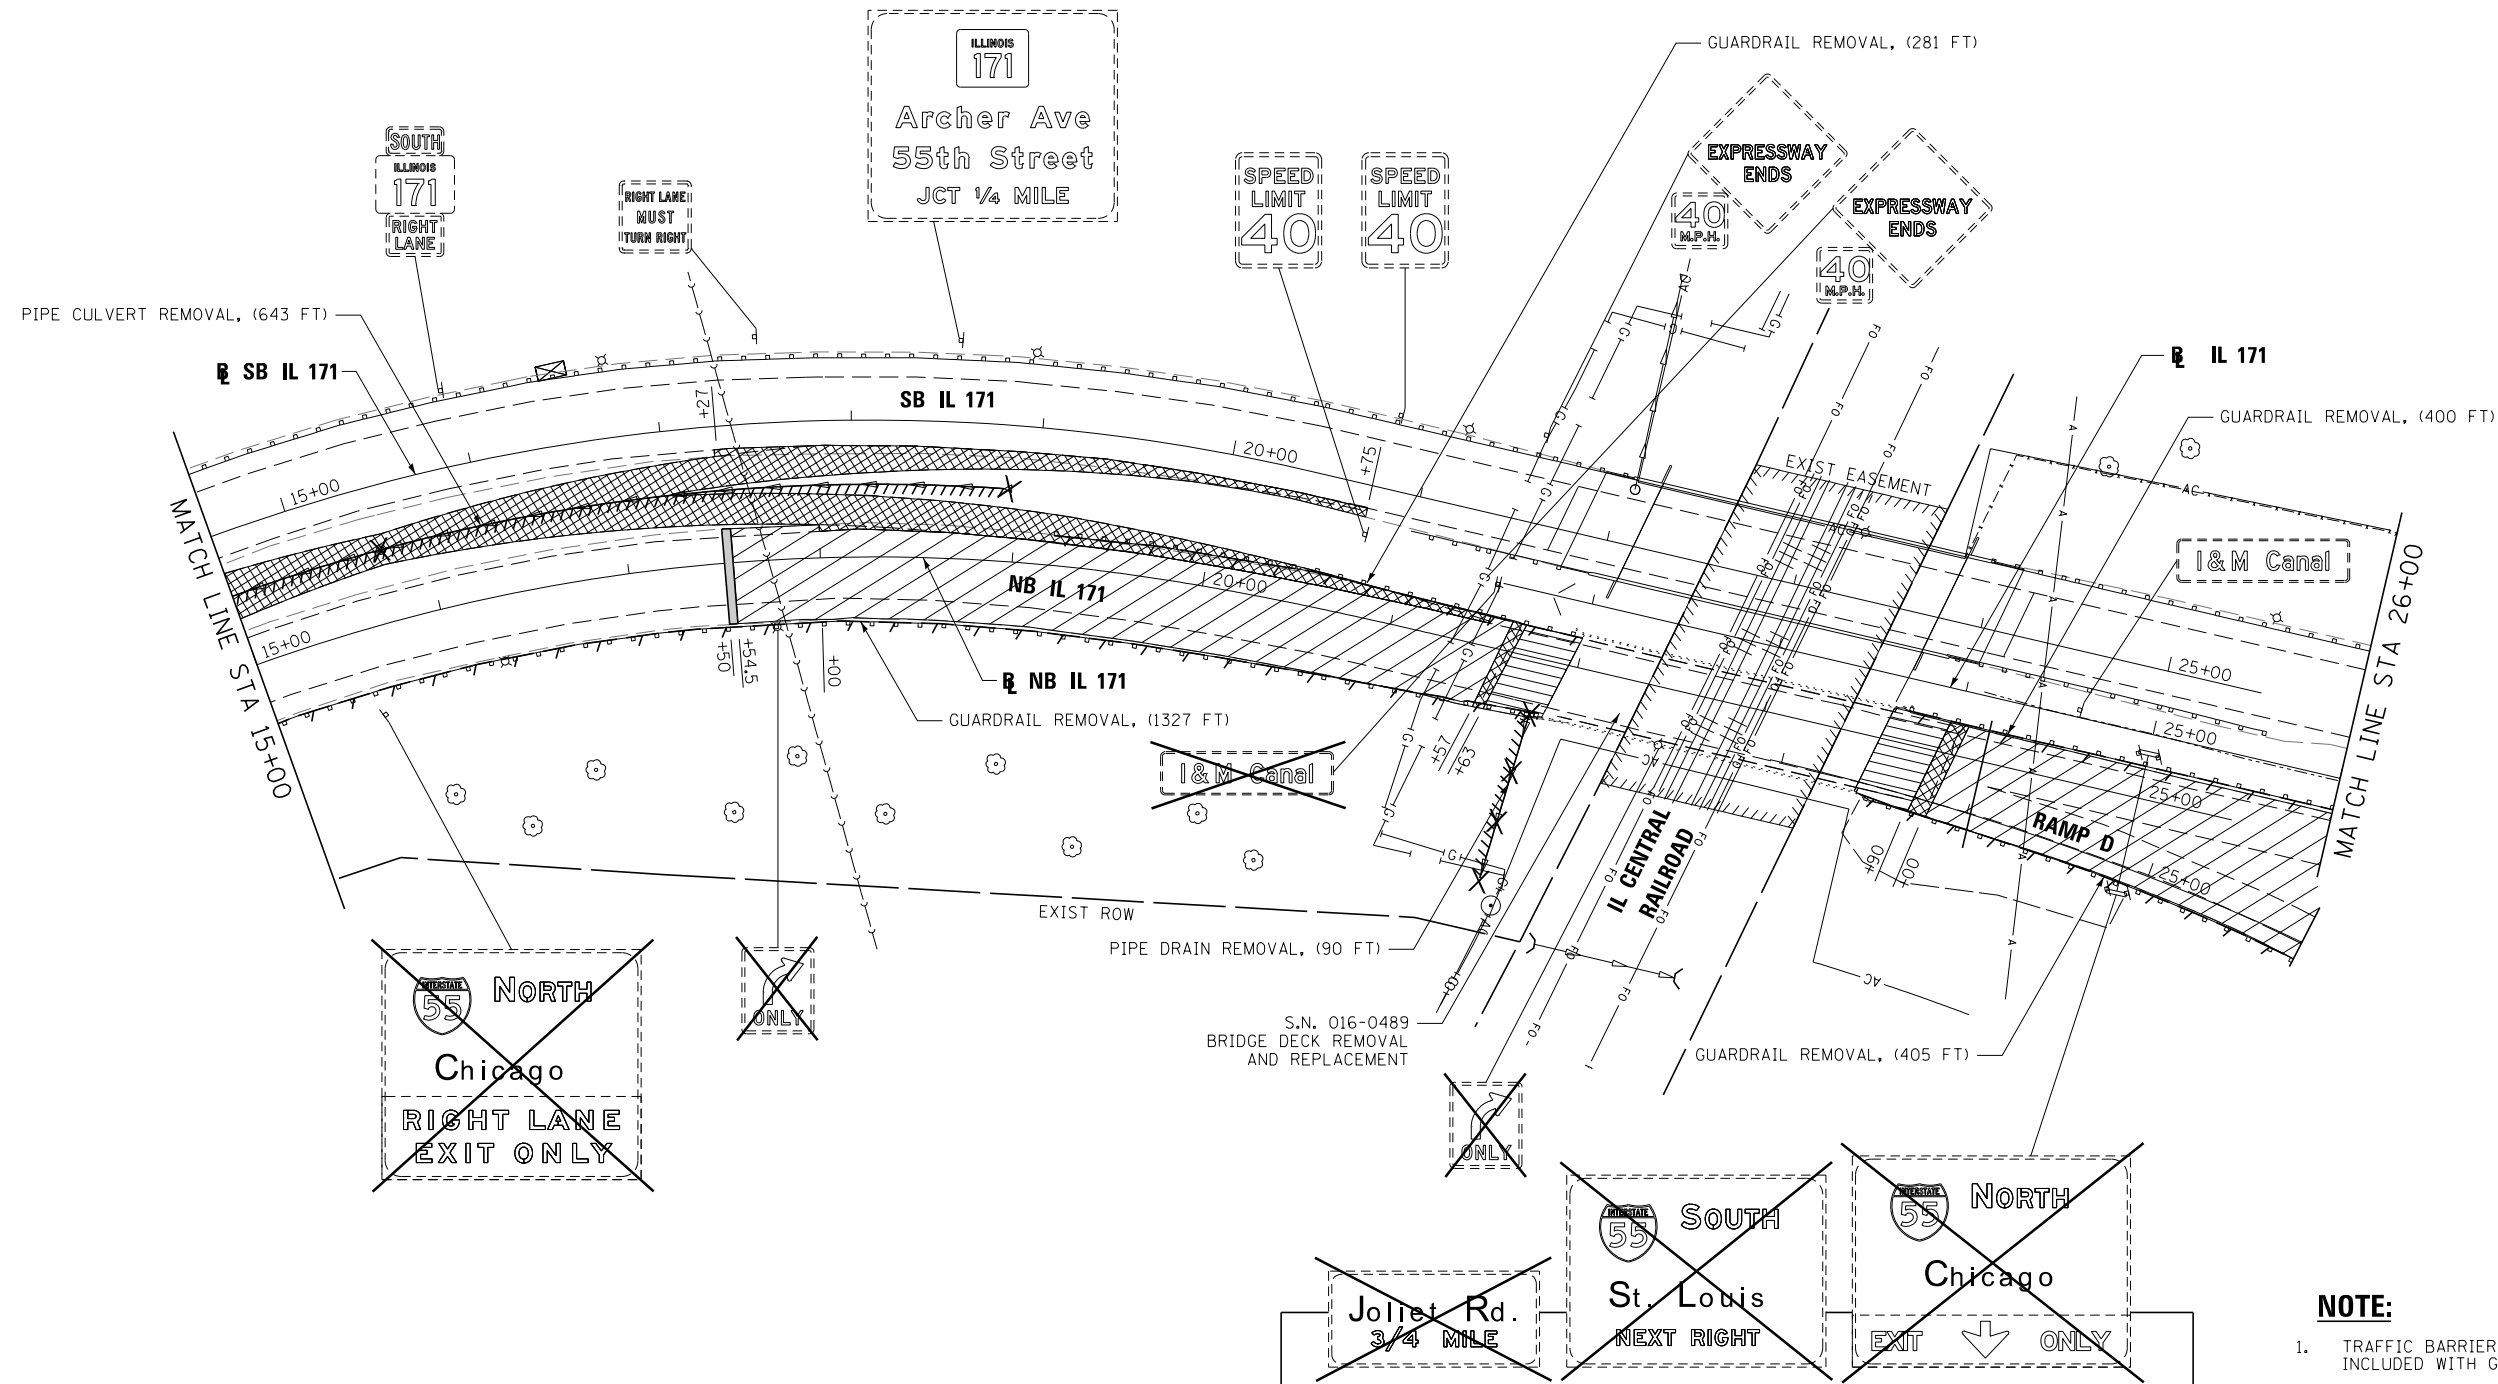 ILLINOIS
171
Archer Ave
55th Street
JCT 1/4 MILE
GUARDRAIL REMOVAL, (281 FT)
SOUTH
ILLINOIS
171
RIGHT
LANE
RIGHT LANE
MUST
TURN RIGHT
SPEED
LIMIT
40
SPEED
LIMIT
40
EXPRESSWAY
ENDS
40
M.P.H.
EXPRESSWAY
ENDS
40
M.P.H.
PIPE CULVERT REMOVAL, (643 FT)
℄ SB IL 171
SB IL 171
℄ IL 171
GUARDRAIL REMOVAL, (400 FT)
+27
15+00
20+00
+75
EXIST EASEMENT
AC
AC
I&M Canal
MATCH LINE STA 15+00
MATCH LINE STA 26+00
NB IL 171
20+00
15+00
+50
+54.5
+00
℄ NB IL 171
GUARDRAIL REMOVAL, (1327 FT)
25+00
25+00
25+00
25+00
RAMP D
I&M Canal
+57
+63
+60
+00
AC
AC
IL CENTRAL
RAILROAD
G
G
G
FO
FO
FO
A
A
A
EXIST ROW
PIPE DRAIN REMOVAL, (90 FT)
S.N. 016-0489
BRIDGE DECK REMOVAL
AND REPLACEMENT
GUARDRAIL REMOVAL, (405 FT)
INTERSTATE
55
NORTH
Chicago
RIGHT LANE
EXIT ONLY
ONLY
ONLY
Joliet Rd.
3/4 MILE
INTERSTATE
55
SOUTH
St. Louis
NEXT RIGHT
INTERSTATE
55
NORTH
Chicago
EXIT ONLY
NOTE:
1. TRAFFIC BARRIER
INCLUDED WITH G